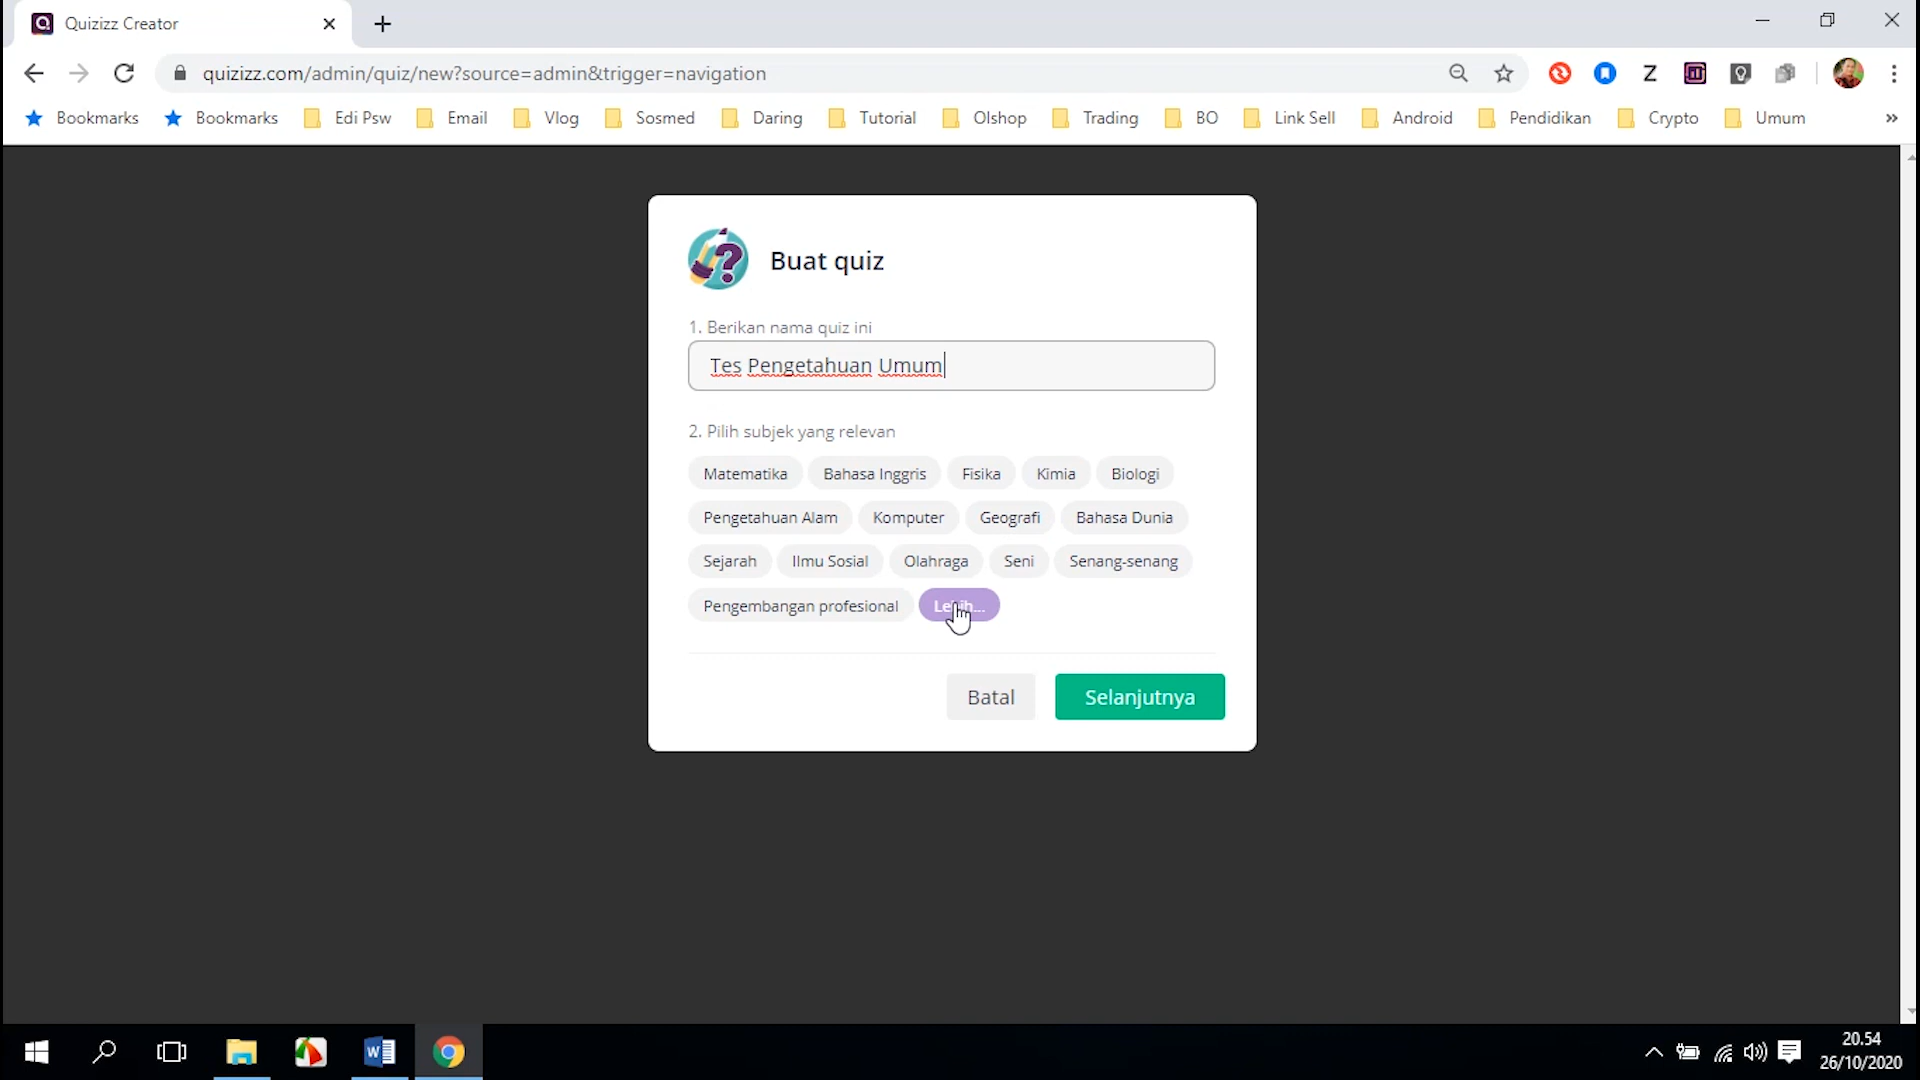 Quizizz Creator
quizizz.com/admin/quiz/new?source=admin&trigger=navigation
Bookmarks Bookmarks Edi Psw Email Vlog Sosmed Daring Tutorial Olshop Trading BO Link Sell Android Pendidikan Crypto Umum »
Buat quiz
1. Berikan nama quiz ini
Tes Pengetahuan Umum
2. Pilih subjek yang relevan
Matematika Bahasa Inggris Fisika Kimia Biologi
Pengetahuan Alam Komputer Geografi Bahasa Dunia
Sejarah Ilmu Sosial Olahraga Seni Senang-senang
Pengembangan profesional
Batal Selanjutnya
20.54
26/10/2020